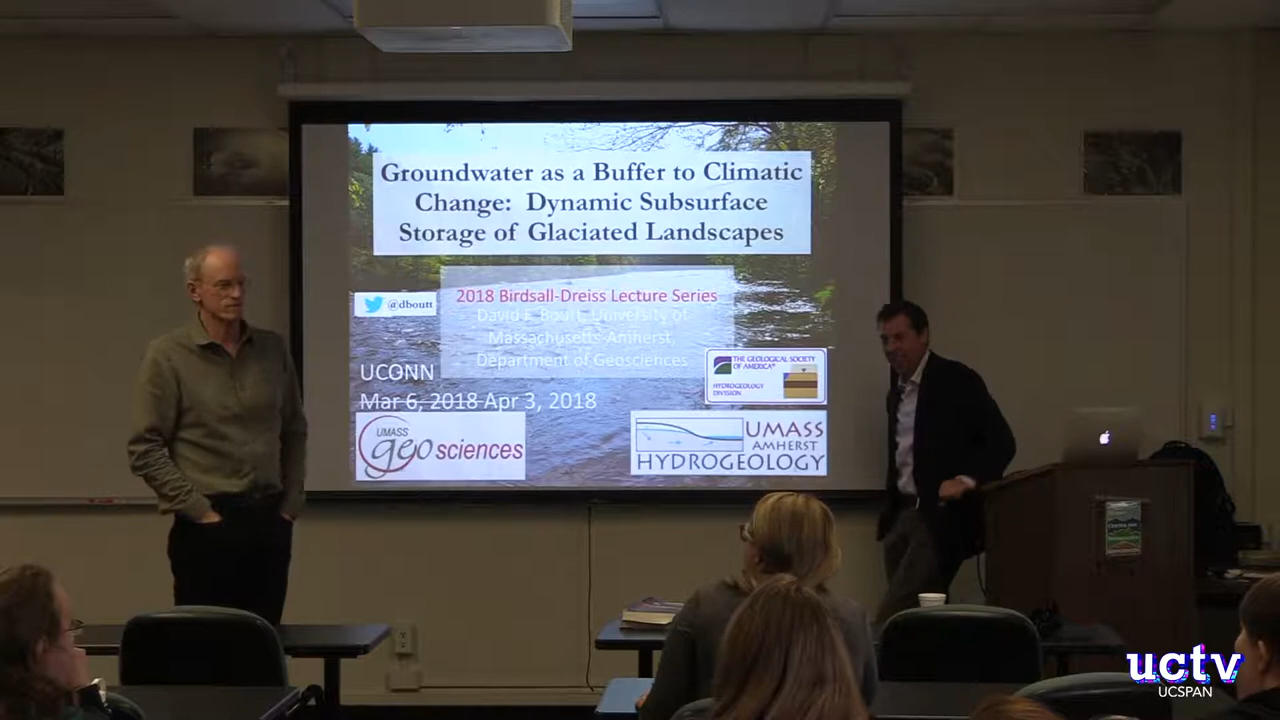 Groundwater as a Buffer to Climatic
Change: Dynamic Subsurface
Storage of Glaciated Landscapes
@dboutt
2018 Birdsall-Dreiss Lecture Series
David F. Boutt, University of
Massachusetts-Amherst,
Department of Geosciences
THE GEOLOGICAL SOCIETY
OF AMERICA
HYDROGEOLOGY
DIVISION
UCONN
Mar 6, 2018 Apr 3, 2018
UMASS
geosciences
UMASS
AMHERST
HYDROGEOLOGY
uctv
UCSPAN